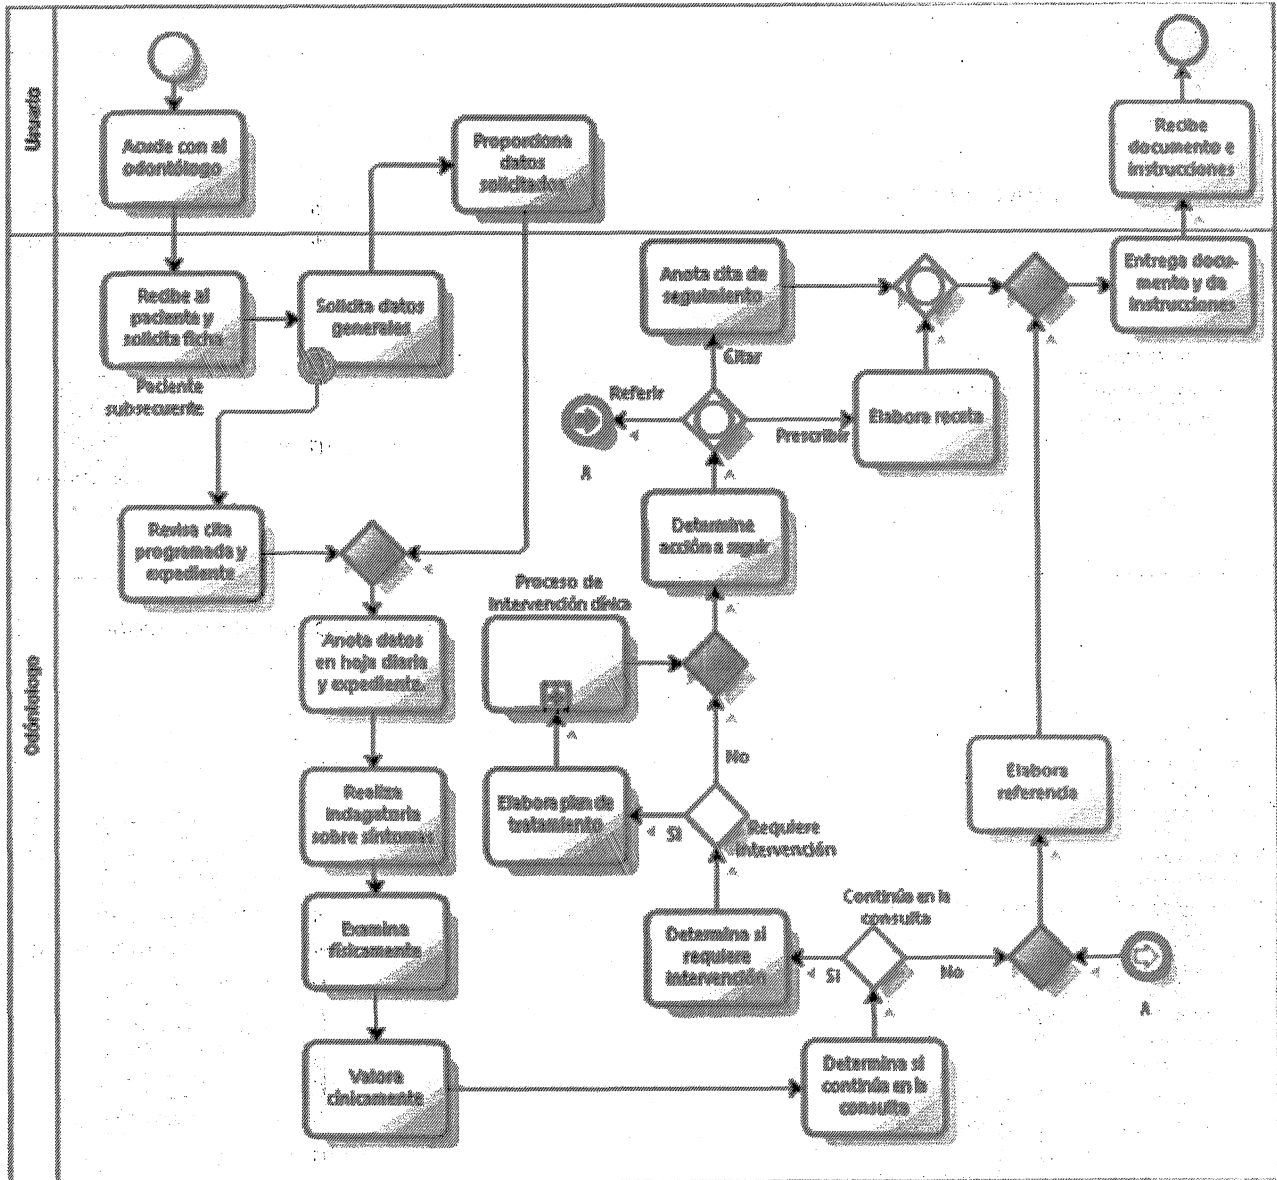 Usuario
Acude con el
odontólogo
Proporciona
datos
solicitados
Recibe
documento e
instrucciones
Odóntologo
Recibe al
paciente y
solicita ficha
Solicita datos
generales
Paciente
subsecuente
Anota cita de
seguimiento
Entrega docu-
mento y da
instrucciones
Citar
Referir
A
Prescribir
Elabora receta
Revisa cita
programada y
expediente
Determina
acción a seguir
Proceso de
Intervención clínica
Anota datos
en hoja diaria
y expediente.
No
Realiza
indagatoria
sobre síntomas
Elabora plan de
tratamiento
Si
Requiere
intervención
Elabora
referencia
Examina
físicamente
Determina si
requiere
intervención
Continúa en la
consulta
Si
No
A
Valora
clínicamente
Determina si
continúa en la
consulta